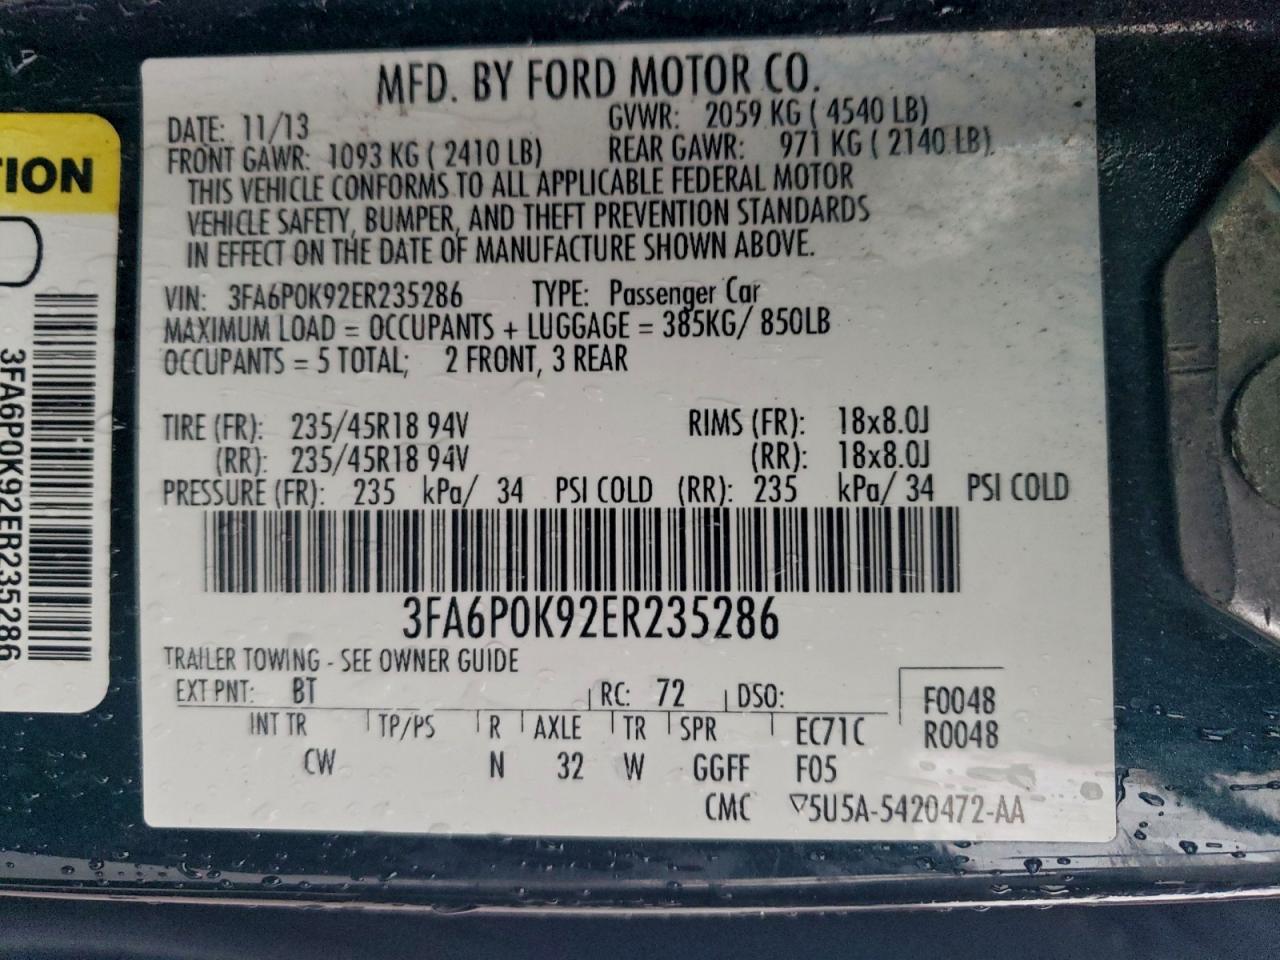 MFD. BY FORD MOTOR CO.
DATE: 11/13 GVWR: 2059 KG ( 4540 LB)
FRONT GAWR: 1093 KG ( 2410 LB) REAR GAWR: 971 KG ( 2140 LB).
THIS VEHICLE CONFORMS TO ALL APPLICABLE FEDERAL MOTOR
VEHICLE SAFETY, BUMPER, AND THEFT PREVENTION STANDARDS
IN EFFECT ON THE DATE OF MANUFACTURE SHOWN ABOVE.
VIN: 3FA6P0K92ER235286 TYPE: Passenger Car
MAXIMUM LOAD = OCCUPANTS + LUGGAGE = 385KG/ 850LB
OCCUPANTS = 5 TOTAL; 2 FRONT, 3 REAR
TIRE (FR): 235/45R18 94V RIMS (FR): 18x8.0J
(RR): 235/45R18 94V (RR): 18x8.0J
PRESSURE (FR): 235 kPa/ 34 PSI COLD (RR): 235 kPa/ 34 PSI COLD
3FA6P0K92ER235286
TRAILER TOWING - SEE OWNER GUIDE
EXT PNT: BT RC: 72 DSO: F0048
INT TR TP/PS R AXLE TR SPR EC71C R0048
CW N 32 W GGFF F05
CMC ▽5U5A-5420472-AA
TION
3FA6P0K92ER235286